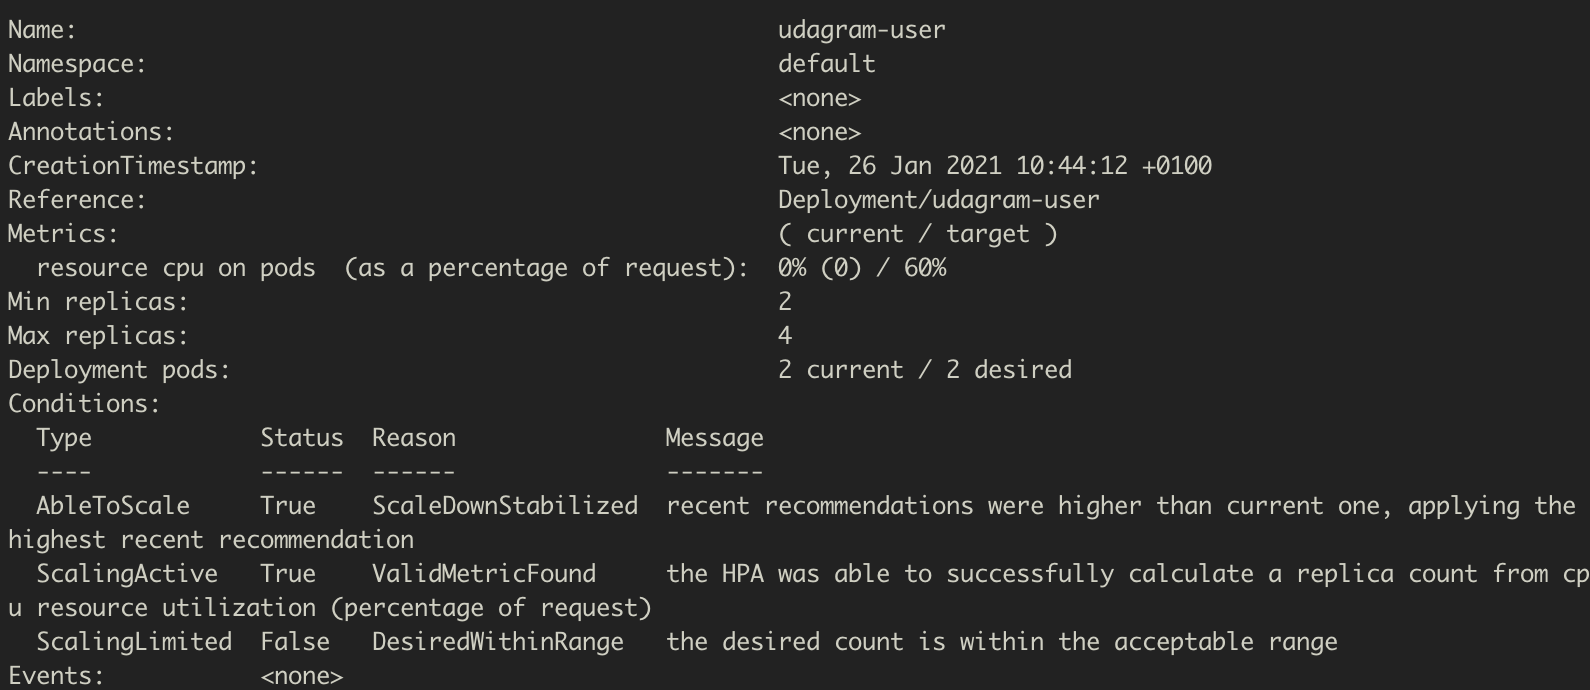 Name: udagram-user
Namespace: default
Labels: <none>
Annotations: <none>
CreationTimestamp: Tue, 26 Jan 2021 10:44:12 +0100
Reference: Deployment/udagram-user
Metrics: ( current / target )
  resource cpu on pods  (as a percentage of request):  0% (0) / 60%
Min replicas: 2
Max replicas: 4
Deployment pods: 2 current / 2 desired
Conditions:
  Type            Status  Reason               Message
  ----            ------  ------               -------
  AbleToScale     True    ScaleDownStabilized  recent recommendations were higher than current one, applying the
highest recent recommendation
  ScalingActive   True    ValidMetricFound     the HPA was able to successfully calculate a replica count from cp
u resource utilization (percentage of request)
  ScalingLimited  False   DesiredWithinRange   the desired count is within the acceptable range
Events:           <none>